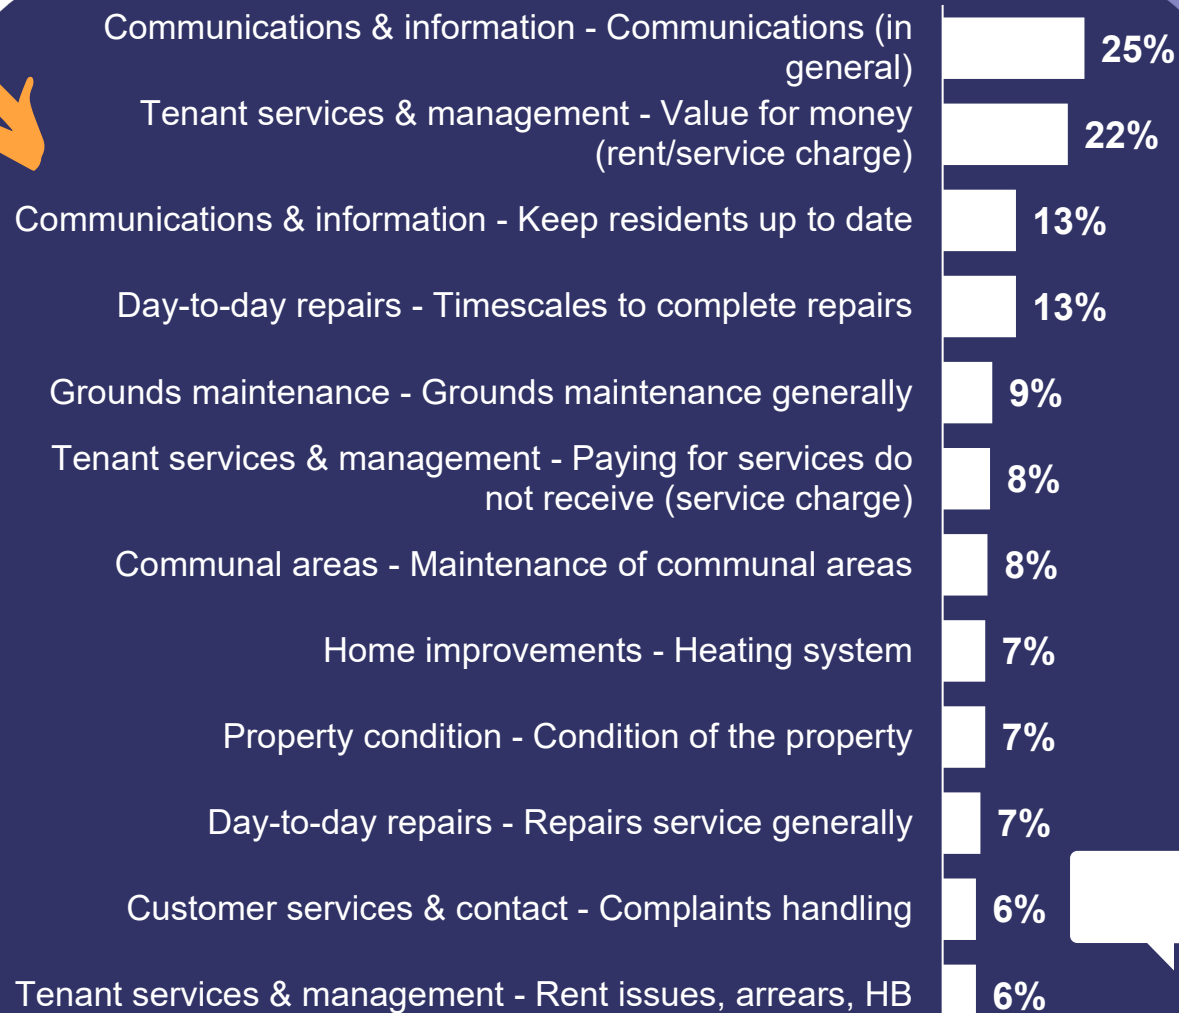 Communications & information - Communications (in
general)
25%
Tenant services & management - Value for money
(rent/service charge)
22%
Communications & information - Keep residents up to date
13%
Day-to-day repairs - Timescales to complete repairs
13%
Grounds maintenance - Grounds maintenance generally
9%
Tenant services & management - Paying for services do
not receive (service charge)
8%
Communal areas - Maintenance of communal areas
8%
Home improvements - Heating system
7%
Property condition - Condition of the property
7%
Day-to-day repairs - Repairs service generally
7%
Customer services & contact - Complaints handling
6%
Tenant services & management - Rent issues, arrears, HB
6%